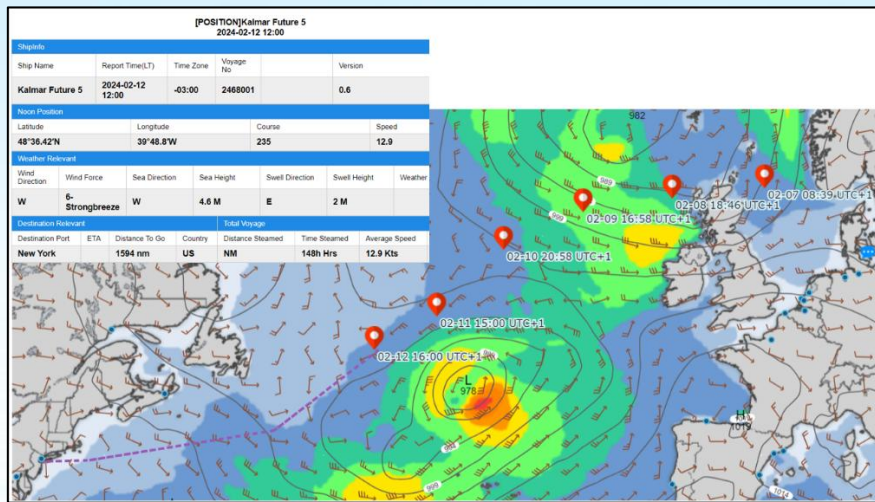 [POSITION]Kalmar Future 5
2024-02-12 12:00
ShipInfo
Ship Name Report Time(LT) Time Zone Voyage No Version
Kalmar Future 5 2024-02-12 12:00 -03:00 2468001 0.6
Noon Position
Latitude Longitude Course Speed
48°36.42'N 39°48.8'W 235 12.9
Weather Relevant
Wind Direction Wind Force Sea Direction Sea Height Swell Direction Swell Height Weather
W 6-Strongbreeze W 4.6 M E 2 M
Destination Relevant Total Voyage
Destination Port ETA Distance To Go Country Distance Steamed Time Steamed Average Speed
New York 1594 nm US NM 148h Hrs 12.9 Kts
982
989
999
02-07 08:39 UTC+1
02-08 18:46 UTC+1
02-09 16:58 UTC+1
02-10 20:58 UTC+1
02-11 15:00 UTC+1
02-12 16:00 UTC+1
L
978
994
999
H
1019
1014